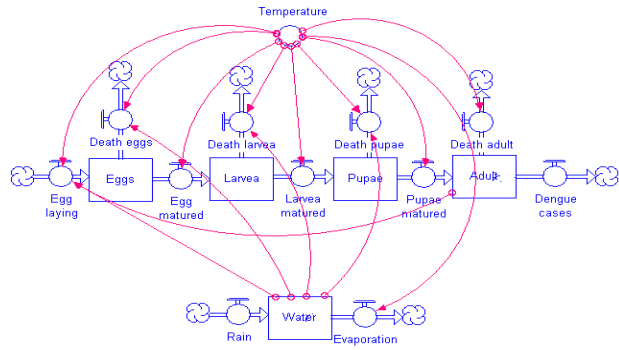 Temperature
Death eggs
Death larvea
Death pupae
Death adult
Eggs
Larvea
Pupae
Adult
Egg
laying
Egg
matured
Larvea
matured
Pupae
matured
Dengue
cases
Water
Rain
Evaporation